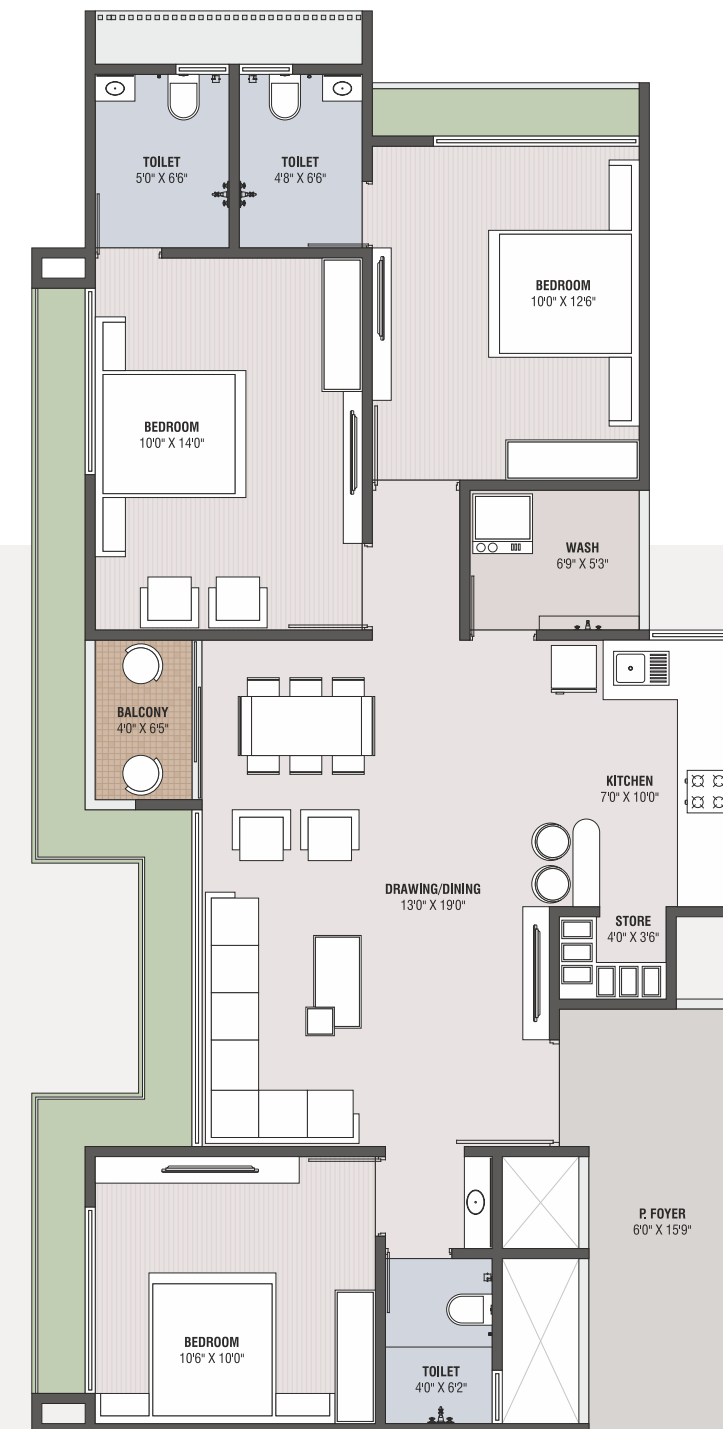 TOILET
5'0" X 6'6"
TOILET
4'8" X 6'6"
BEDROOM
10'0" X 12'6"
BEDROOM
10'0" X 14'0"
WASH
6'9" X 5'3"
BALCONY
4'0" X 6'5"
KITCHEN
7'0" X 10'0"
DRAWING/DINING
13'0" X 19'0"
STORE
4'0" X 3'6"
P. FOYER
6'0" X 15'9"
BEDROOM
10'6" X 10'0"
TOILET
4'0" X 6'2"